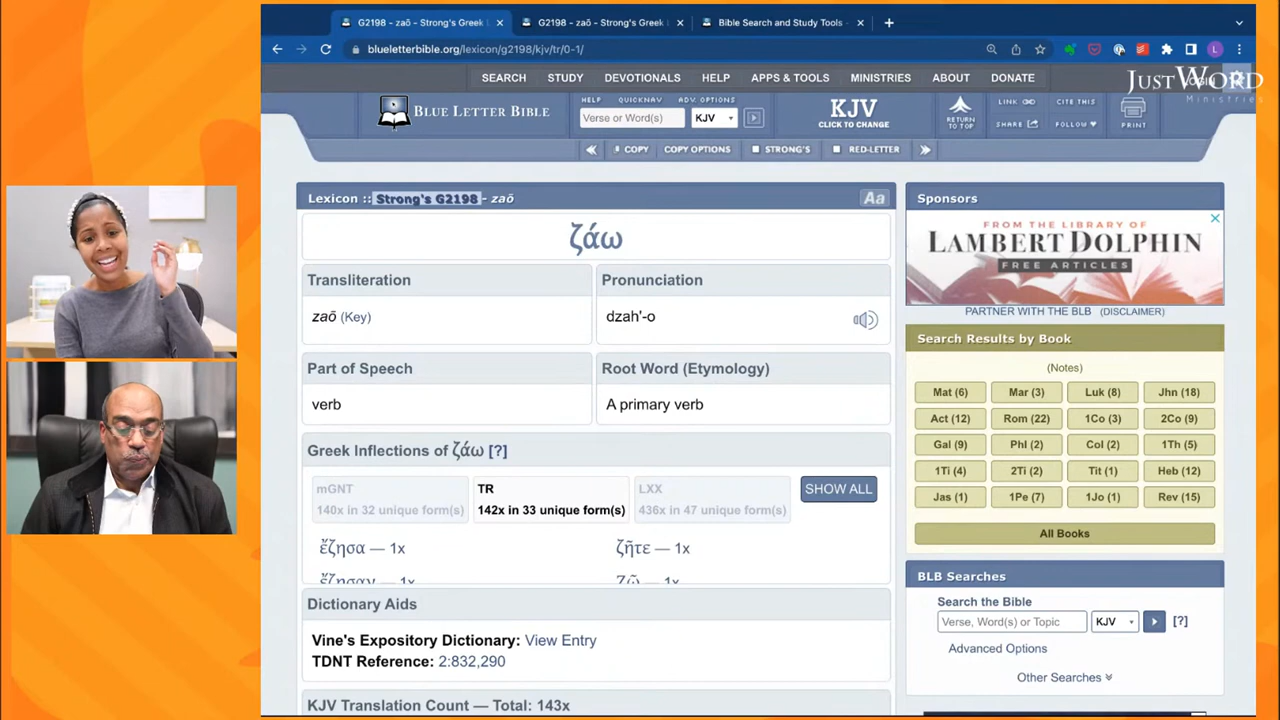 G2198 - zaō - Strong's Greek L
G2198 - zaō - Strong's Greek
Bible Search and Study Tools -
blueletterbible.org/lexicon/g2198/kjv/tr/0-1/
L
SEARCH STUDY DEVOTIONALS HELP APPS & TOOLS MINISTRIES ABOUT DONATE
JUSTWORD
Ministries
BLUE LETTER BIBLE
HELP QUICKNAV ADV. OPTIONS
Verse or Word(s) KJV
KJV
CLICK TO CHANGE
RETURN
TO TOP
LINK CITE THIS
SHARE FOLLOW
PRINT
COPY COPY OPTIONS STRONG'S RED-LETTER
Lexicon :: Strong's G2198 - zaō Aa
ζάω
Transliteration
zaō (Key)
Pronunciation
dzah'-o
Part of Speech
verb
Root Word (Etymology)
A primary verb
Greek Inflections of ζάω [?]
mGNT
140x in 32 unique form(s)
TR
142x in 33 unique form(s)
LXX
436x in 47 unique form(s)
SHOW ALL
ἔζησα — 1x ζῆτε — 1x
ἔζησαν — 1x Ζῶ — 1x
Dictionary Aids
Vine's Expository Dictionary: View Entry
TDNT Reference: 2:832,290
KJV Translation Count — Total: 143x
Sponsors
FROM THE LIBRARY OF
LAMBERT DOLPHIN
FREE ARTICLES
PARTNER WITH THE BLB (DISCLAIMER)
Search Results by Book
(Notes)
Mat (6) Mar (3) Luk (8) Jhn (18)
Act (12) Rom (22) 1Co (3) 2Co (9)
Gal (9) Phl (2) Col (2) 1Th (5)
1Ti (4) 2Ti (2) Tit (1) Heb (12)
Jas (1) 1Pe (7) 1Jo (1) Rev (15)
All Books
BLB Searches
Search the Bible
Verse, Word(s) or Topic KJV [?]
Advanced Options
Other Searches